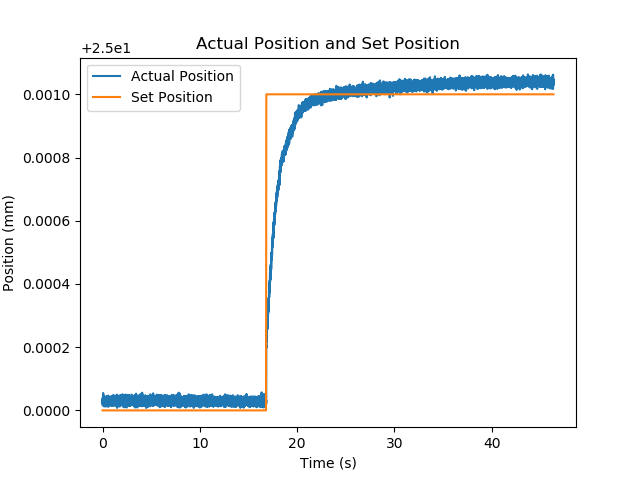 Actual Position and Set Position
+2.5e1
Actual Position
Set Position
0.0010
0.0008
0.0006
0.0004
0.0002
0.0000
Position (mm)
0
10
20
30
40
Time (s)